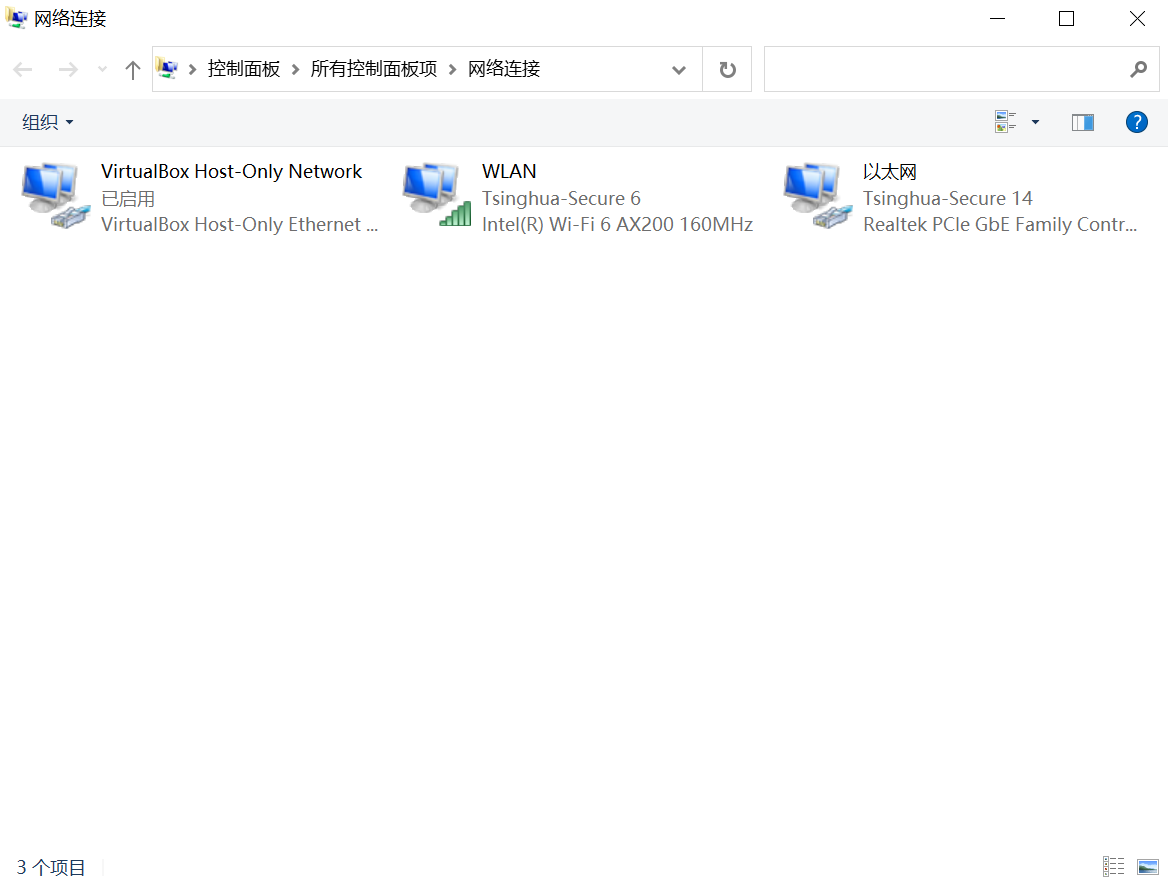 网络连接
控制面板 所有控制面板项 网络连接
组织
VirtualBox Host-Only Network
已启用
VirtualBox Host-Only Ethernet ...
WLAN
Tsinghua-Secure 6
Intel(R) Wi-Fi 6 AX200 160MHz
以太网
Tsinghua-Secure 14
Realtek PCIe GbE Family Contr...
3 个项目